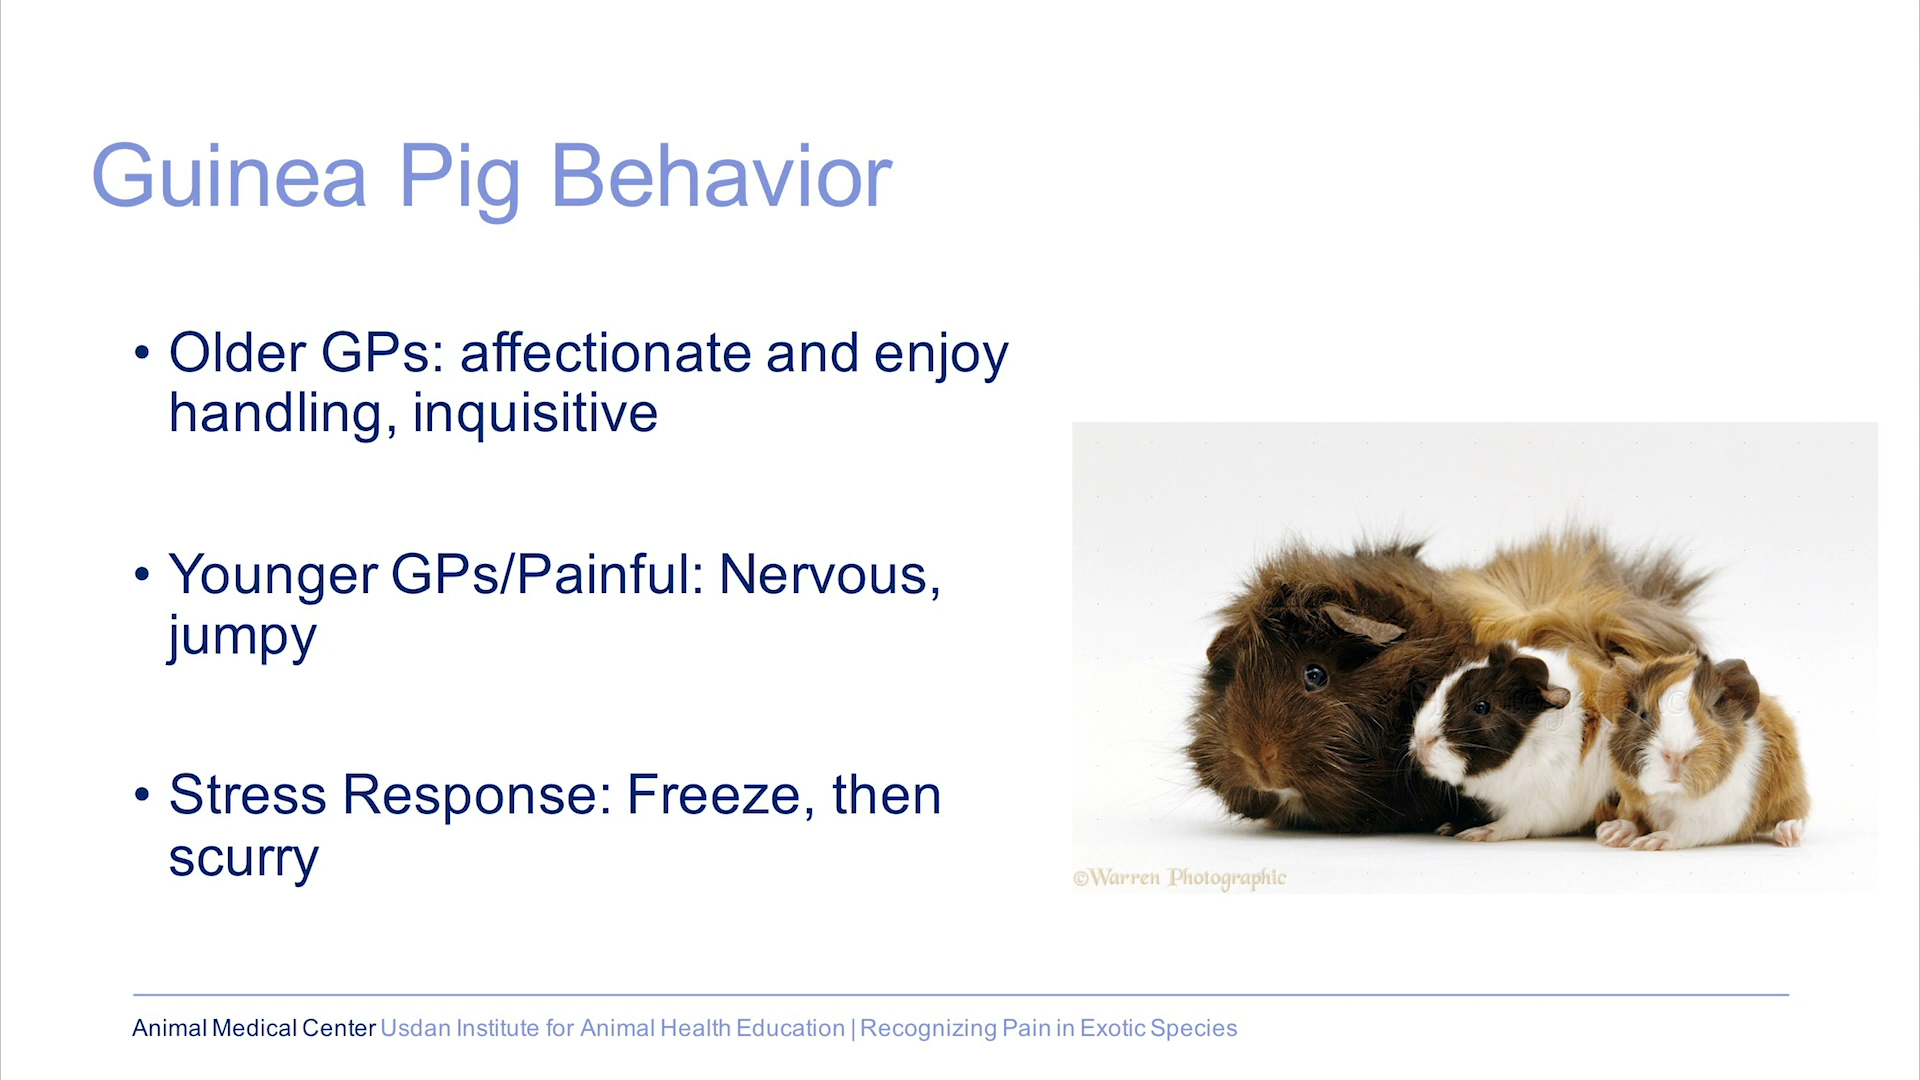 Guinea Pig Behavior
• Older GPs: affectionate and enjoy
handling, inquisitive
• Younger GPs/Painful: Nervous,
jumpy
• Stress Response: Freeze, then
scurry
©Warren Photographic
Animal Medical Center Usdan Institute for Animal Health Education | Recognizing Pain in Exotic Species